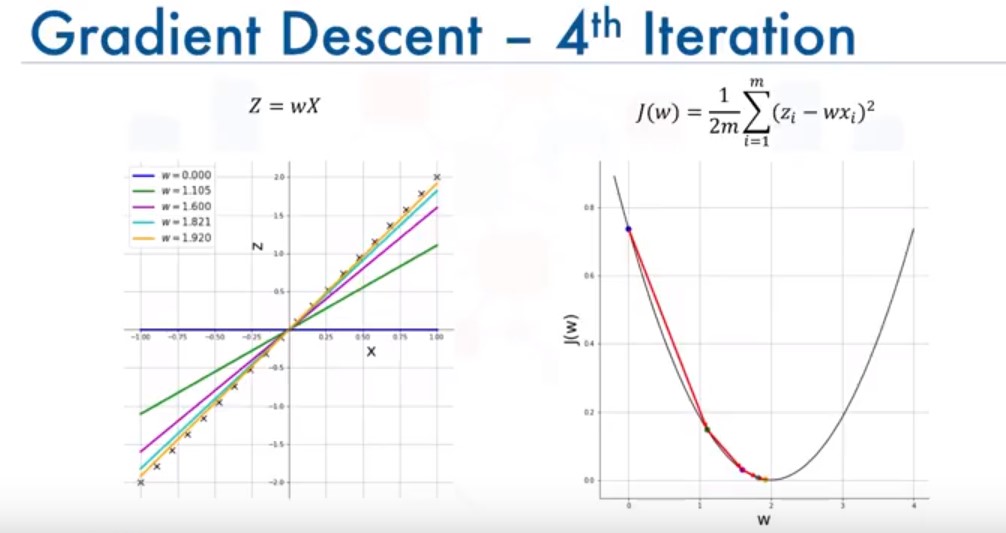 Gradient Descent – 4th Iteration
Z = wX
J(w) = \frac{1}{2m} \sum_{i=1}^{m} (z_i − wx_i)^2
w = 0.000
w = 1.105
w = 1.600
w = 1.821
w = 1.920
2.0
1.5
1.0
0.5
−0.5
−1.0
−1.5
−2.0
Z
−1.00 −0.75 −0.50 −0.25 0.25 0.50 0.75 1.00
X
0.8
0.6
0.4
0.2
0.0
J(w)
0 1 2 3 4
W